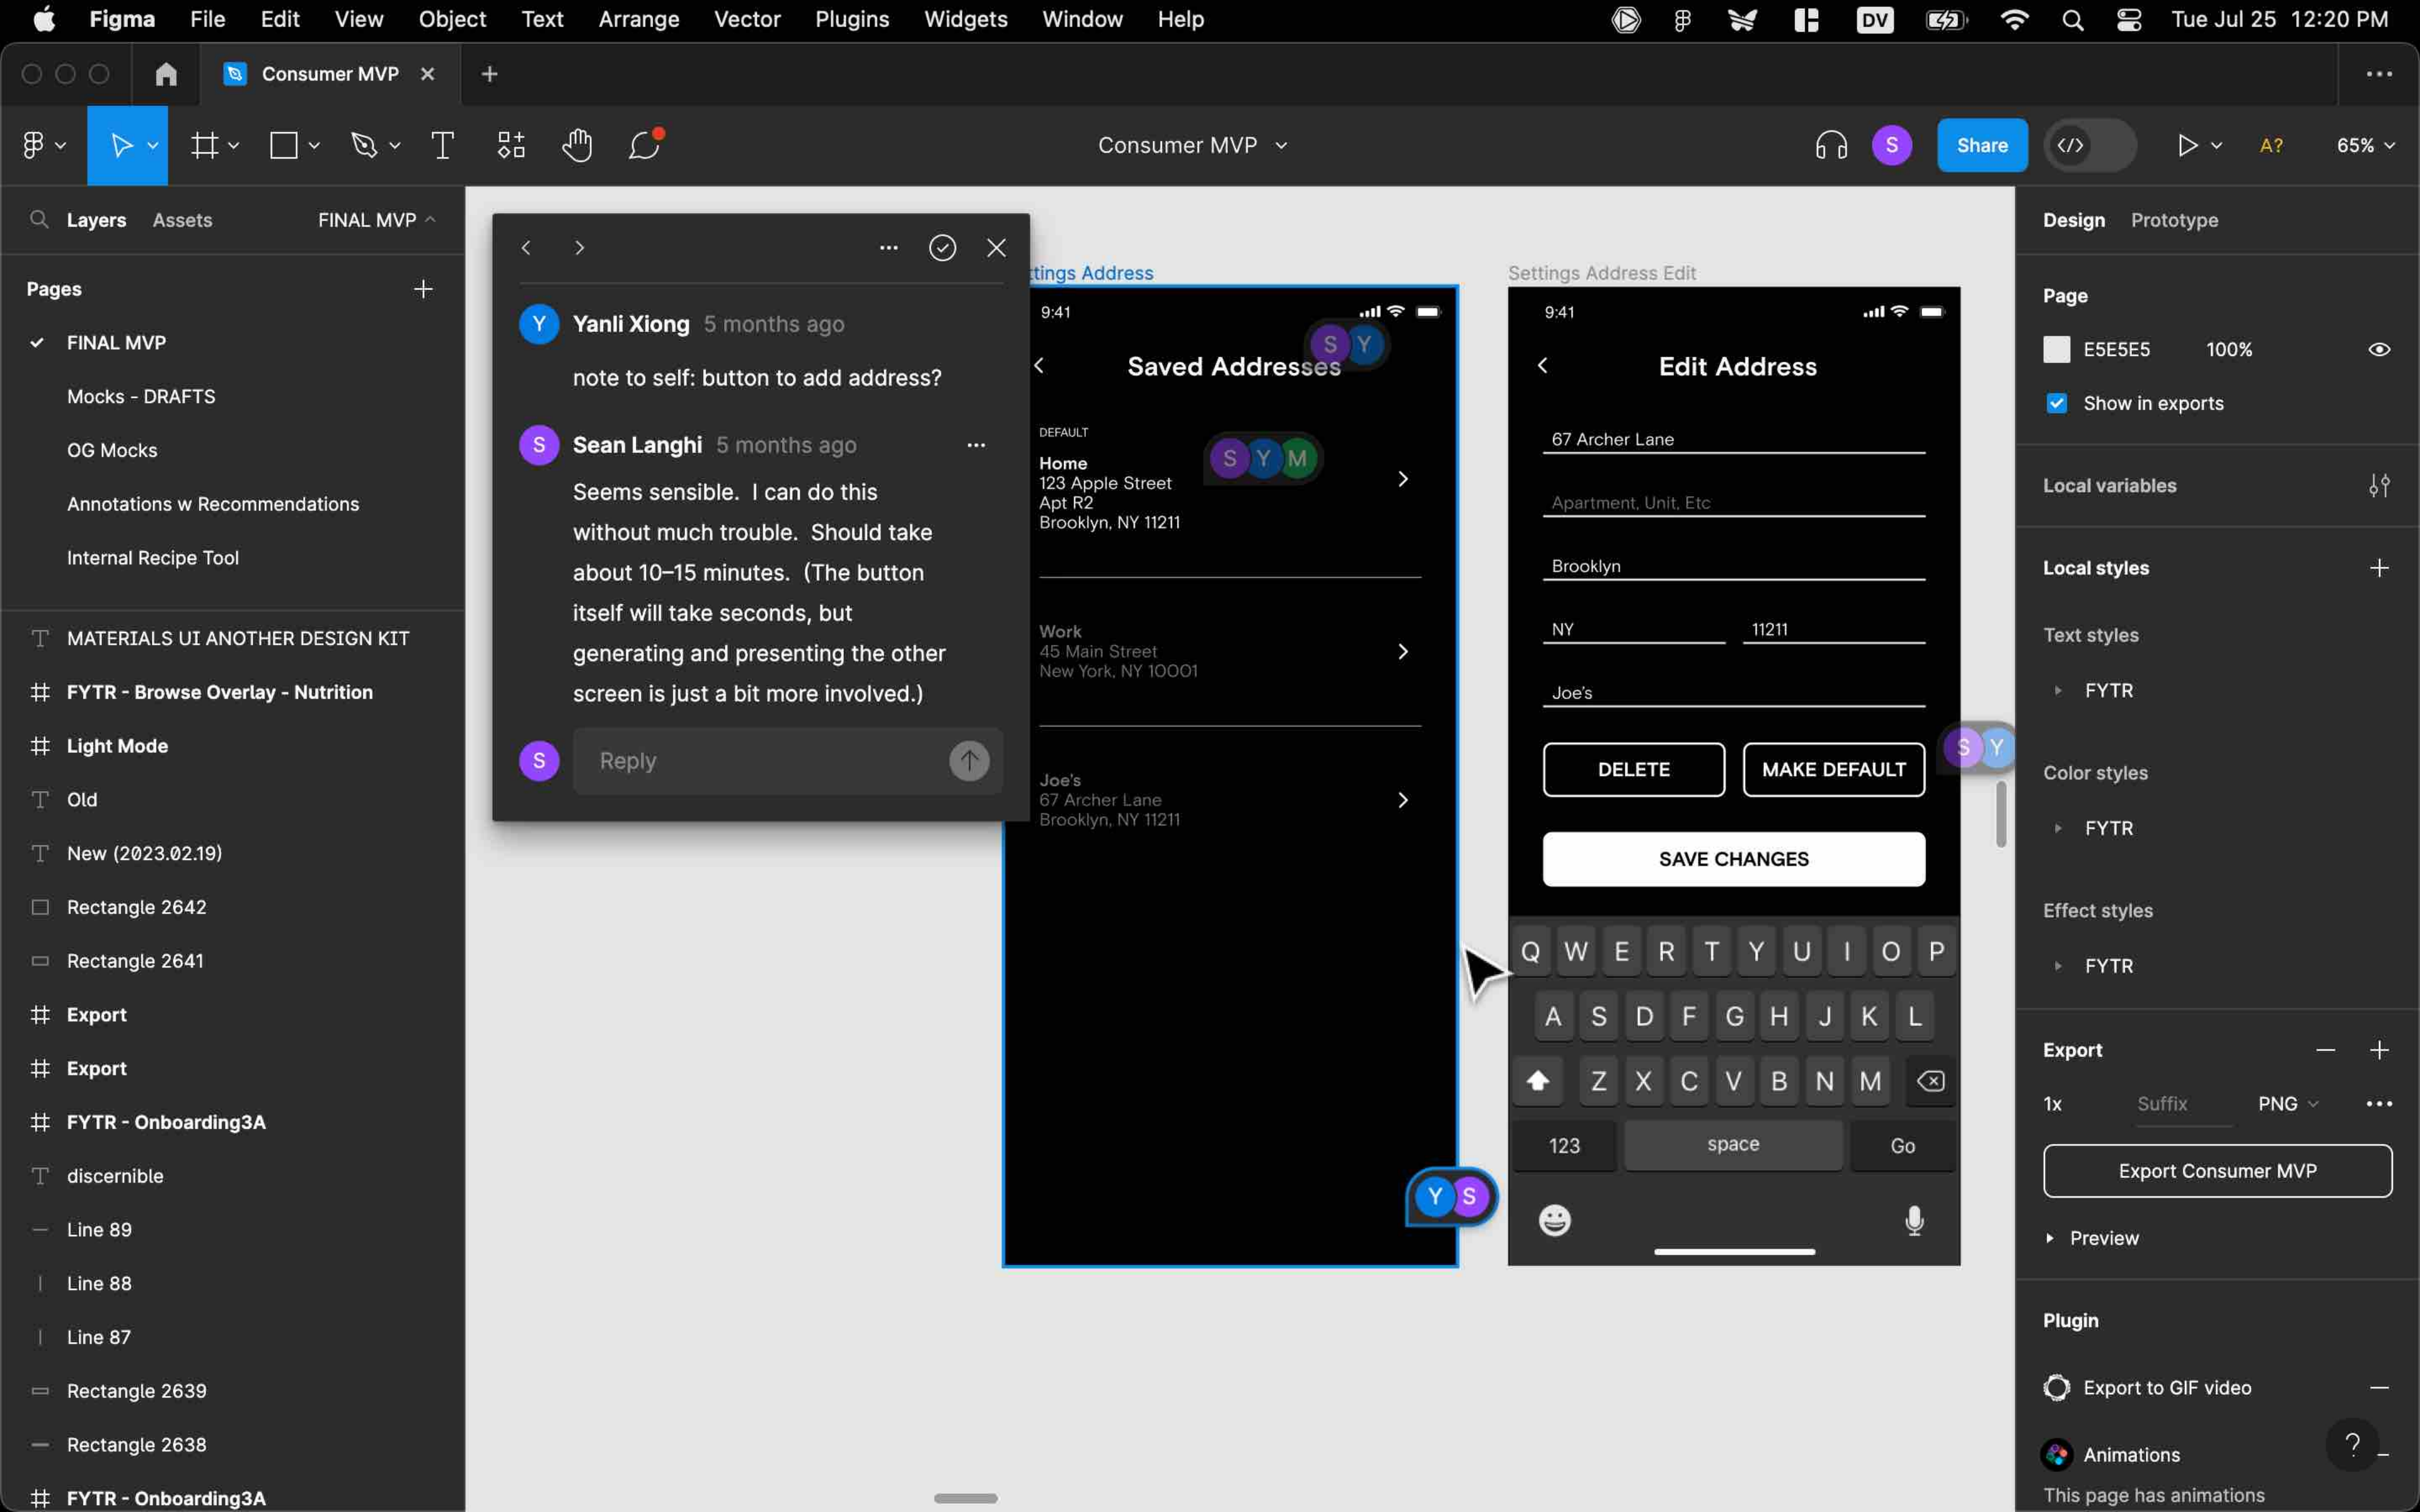 Figma File Edit View Object Text Arrange Vector Plugins Widgets Window Help DV Tue Jul 25 12:20 PM
Consumer MVP
Consumer MVP S Share A? 65%
Layers Assets FINAL MVP
Pages
FINAL MVP
Mocks - DRAFTS
OG Mocks
Annotations w Recommendations
Internal Recipe Tool
MATERIALS UI ANOTHER DESIGN KIT
FYTR - Browse Overlay - Nutrition
Light Mode
Old
New (2023.02.19)
Rectangle 2642
Rectangle 2641
Export
Export
FYTR - Onboarding3A
discernible
Line 89
Line 88
Line 87
Rectangle 2639
Rectangle 2638
FYTR - Onboarding3A
Y Yanli Xiong 5 months ago
note to self: button to add address?
S Sean Langhi 5 months ago
Seems sensible. I can do this
without much trouble. Should take
about 10–15 minutes. (The button
itself will take seconds, but
generating and presenting the other
screen is just a bit more involved.)
S Reply
ttings Address
9:41
S Y
Saved Addresses
DEFAULT
S Y M
Home
123 Apple Street
Apt R2
Brooklyn, NY 11211
Work
45 Main Street
New York, NY 10001
Joe's
67 Archer Lane
Brooklyn, NY 11211
Y S
Settings Address Edit
9:41
Edit Address
67 Archer Lane
Apartment, Unit, Etc
Brooklyn
NY 11211
Joe's
S Y
DELETE MAKE DEFAULT
SAVE CHANGES
Q W E R T Y U I O P
A S D F G H J K L
Z X C V B N M
123 space Go
Design Prototype
Page
E5E5E5 100%
Show in exports
Local variables
Local styles
Text styles
FYTR
Color styles
FYTR
Effect styles
FYTR
Export
1x Suffix PNG
Export Consumer MVP
Preview
Plugin
Export to GIF video
Animations
?
This page has animations